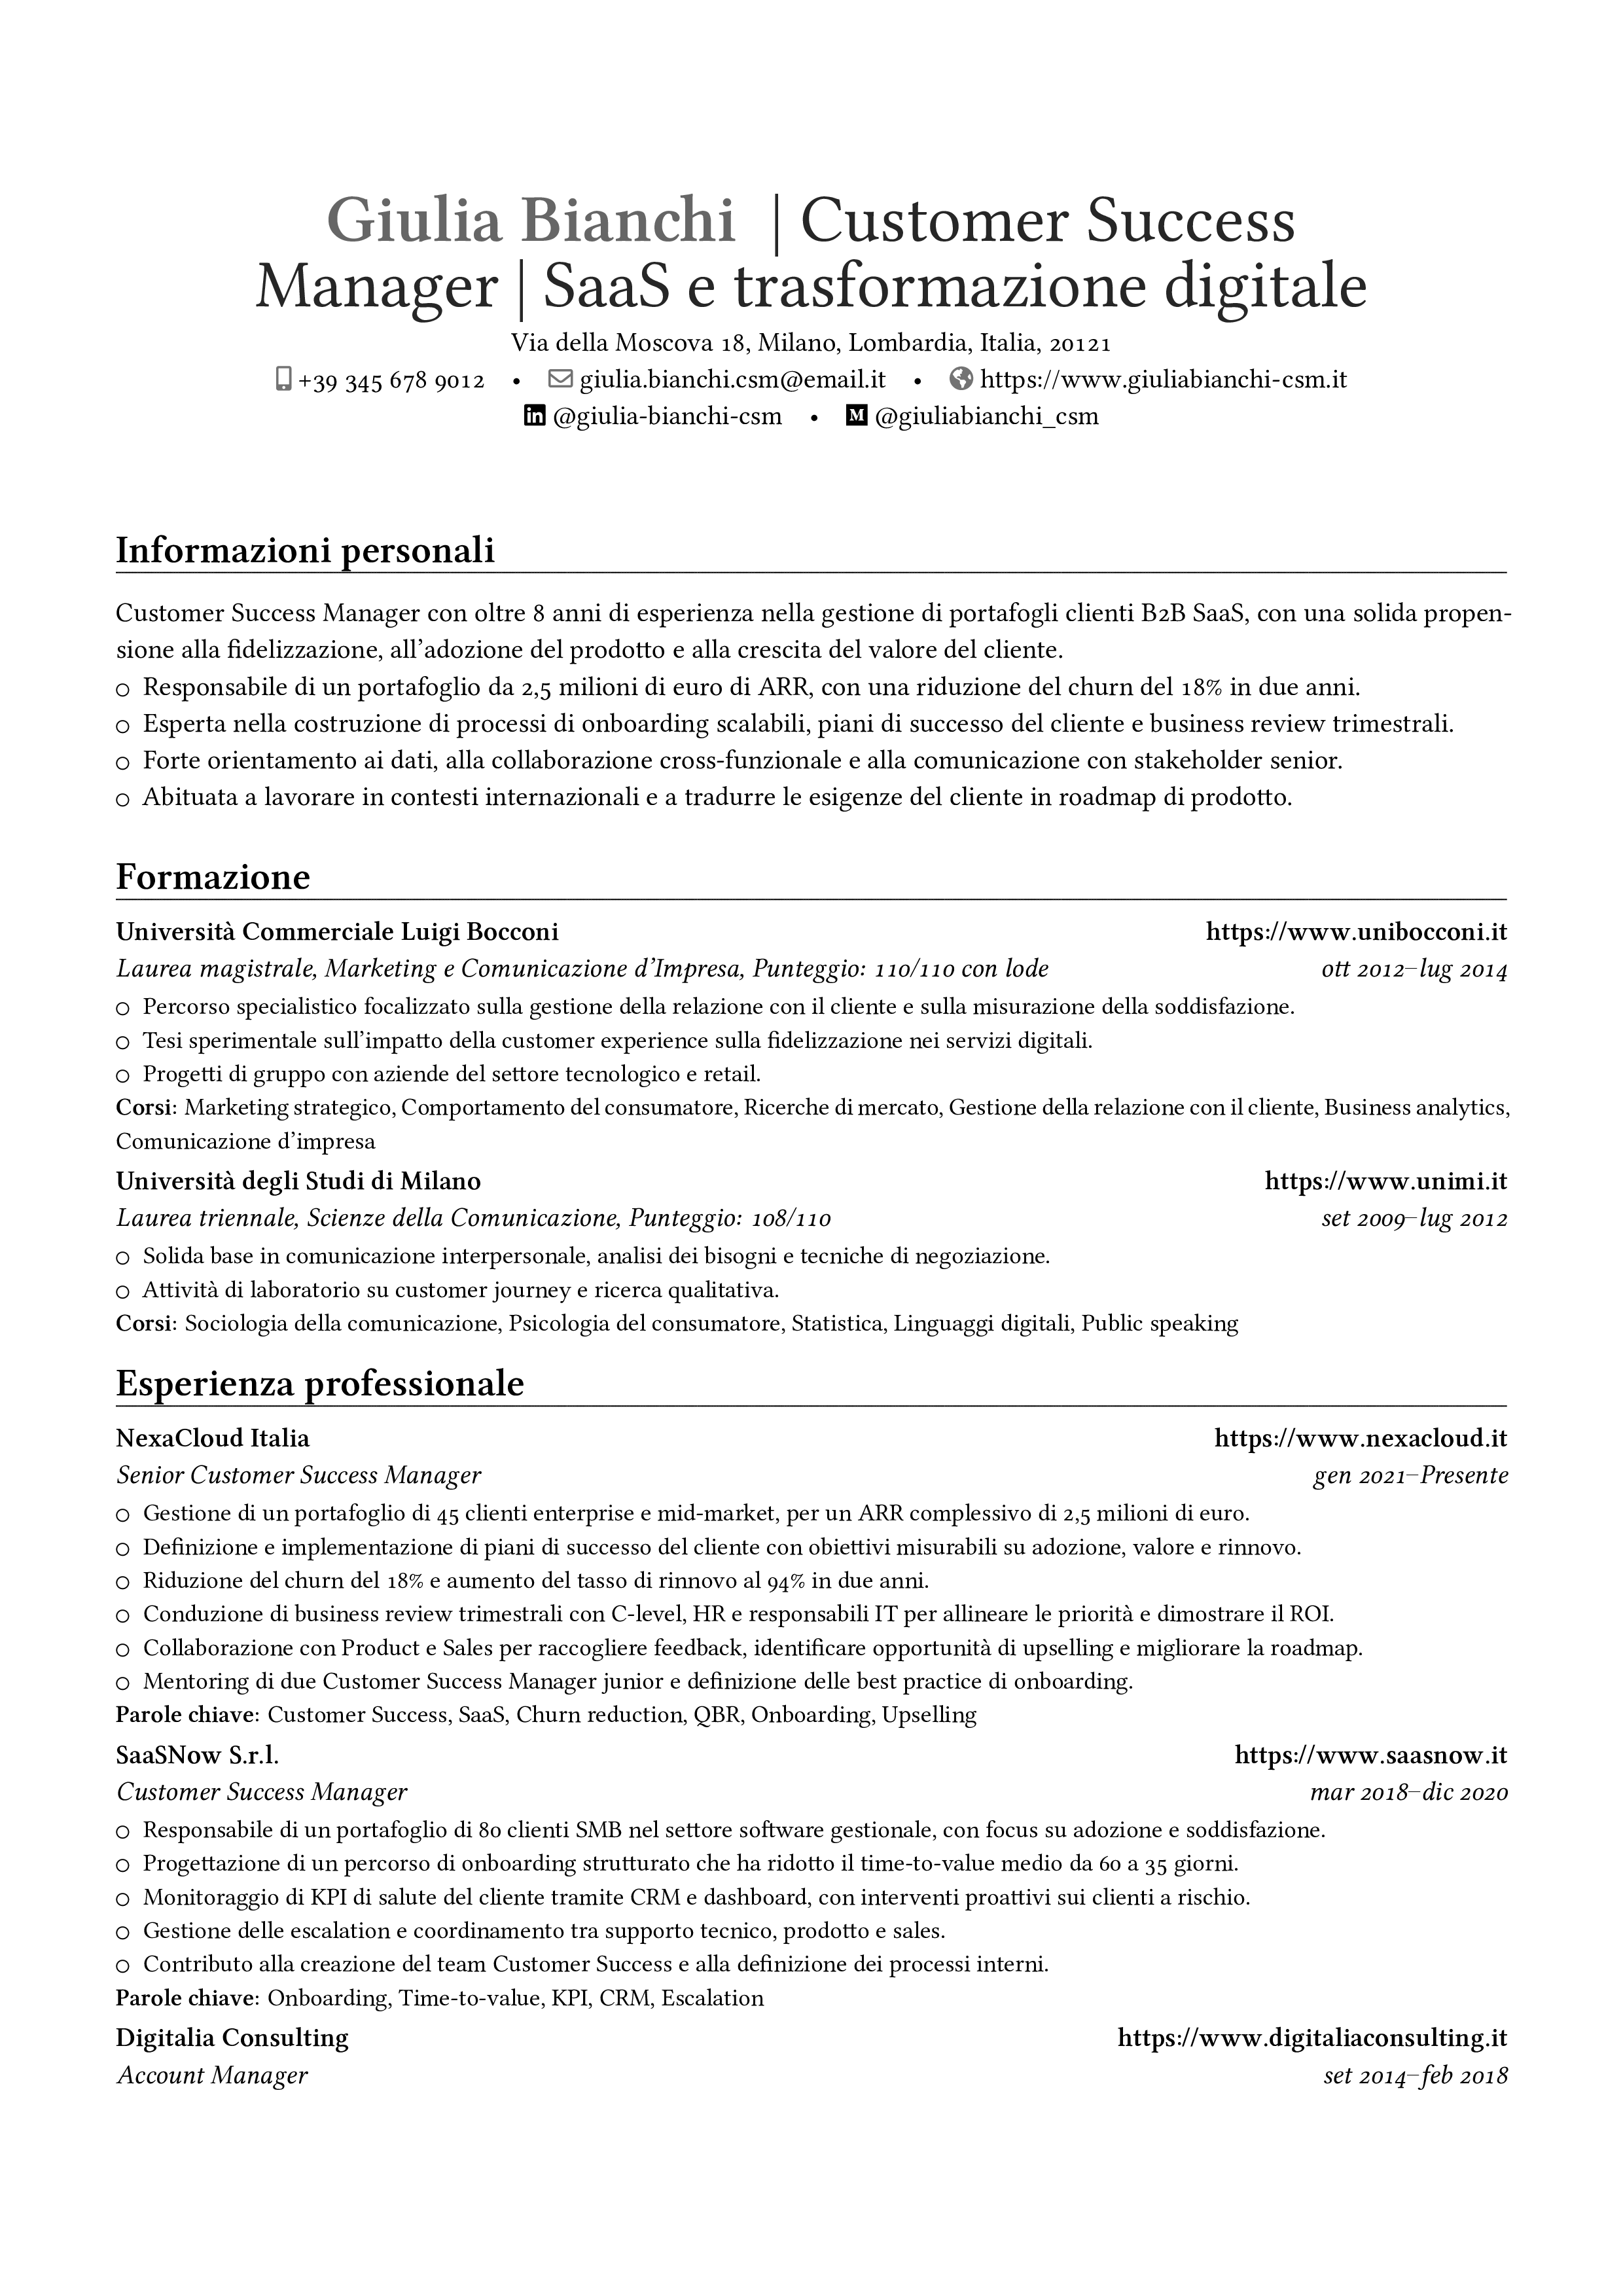 Giulia Bianchi | Customer Success
Manager | SaaS e trasformazione digitale
Via della Moscova 18, Milano, Lombardia, Italia, 20121
+39 345 678 9012 • giulia.bianchi.csm@email.it • https://www.giuliabianchi-csm.it
@giulia-bianchi-csm • @giuliabianchi_csm
Informazioni personali
Customer Success Manager con oltre 8 anni di esperienza nella gestione di portafogli clienti B2B SaaS, con una solida propen-
sione alla fidelizzazione, all'adozione del prodotto e alla crescita del valore del cliente.
○ Responsabile di un portafoglio da 2,5 milioni di euro di ARR, con una riduzione del churn del 18% in due anni.
○ Esperta nella costruzione di processi di onboarding scalabili, piani di successo del cliente e business review trimestrali.
○ Forte orientamento ai dati, alla collaborazione cross-funzionale e alla comunicazione con stakeholder senior.
○ Abituata a lavorare in contesti internazionali e a tradurre le esigenze del cliente in roadmap di prodotto.
Formazione
Università Commerciale Luigi Bocconi https://www.unibocconi.it
Laurea magistrale, Marketing e Comunicazione d'Impresa, Punteggio: 110/110 con lode ott 2012–lug 2014
○ Percorso specialistico focalizzato sulla gestione della relazione con il cliente e sulla misurazione della soddisfazione.
○ Tesi sperimentale sull'impatto della customer experience sulla fidelizzazione nei servizi digitali.
○ Progetti di gruppo con aziende del settore tecnologico e retail.
Corsi: Marketing strategico, Comportamento del consumatore, Ricerche di mercato, Gestione della relazione con il cliente, Business analytics,
Comunicazione d'impresa
Università degli Studi di Milano https://www.unimi.it
Laurea triennale, Scienze della Comunicazione, Punteggio: 108/110 set 2009–lug 2012
○ Solida base in comunicazione interpersonale, analisi dei bisogni e tecniche di negoziazione.
○ Attività di laboratorio su customer journey e ricerca qualitativa.
Corsi: Sociologia della comunicazione, Psicologia del consumatore, Statistica, Linguaggi digitali, Public speaking
Esperienza professionale
NexaCloud Italia https://www.nexacloud.it
Senior Customer Success Manager gen 2021–Presente
○ Gestione di un portafoglio di 45 clienti enterprise e mid-market, per un ARR complessivo di 2,5 milioni di euro.
○ Definizione e implementazione di piani di successo del cliente con obiettivi misurabili su adozione, valore e rinnovo.
○ Riduzione del churn del 18% e aumento del tasso di rinnovo al 94% in due anni.
○ Conduzione di business review trimestrali con C-level, HR e responsabili IT per allineare le priorità e dimostrare il ROI.
○ Collaborazione con Product e Sales per raccogliere feedback, identificare opportunità di upselling e migliorare la roadmap.
○ Mentoring di due Customer Success Manager junior e definizione delle best practice di onboarding.
Parole chiave: Customer Success, SaaS, Churn reduction, QBR, Onboarding, Upselling
SaaSNow S.r.l. https://www.saasnow.it
Customer Success Manager mar 2018–dic 2020
○ Responsabile di un portafoglio di 80 clienti SMB nel settore software gestionale, con focus su adozione e soddisfazione.
○ Progettazione di un percorso di onboarding strutturato che ha ridotto il time-to-value medio da 60 a 35 giorni.
○ Monitoraggio di KPI di salute del cliente tramite CRM e dashboard, con interventi proattivi sui clienti a rischio.
○ Gestione delle escalation e coordinamento tra supporto tecnico, prodotto e sales.
○ Contributo alla creazione del team Customer Success e alla definizione dei processi interni.
Parole chiave: Onboarding, Time-to-value, KPI, CRM, Escalation
Digitalia Consulting https://www.digitaliaconsulting.it
Account Manager set 2014–feb 2018